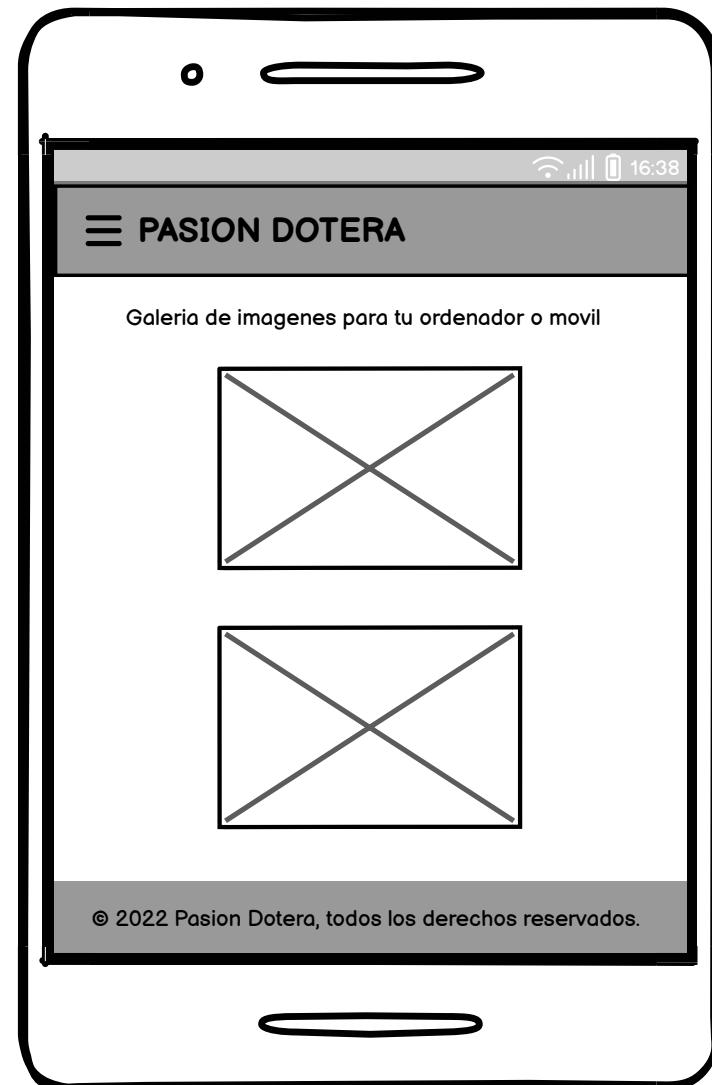 16:38
PASION DOTERA
Galeria de imagenes para tu ordenador o movil
© 2022 Pasion Dotera, todos los derechos reservados.